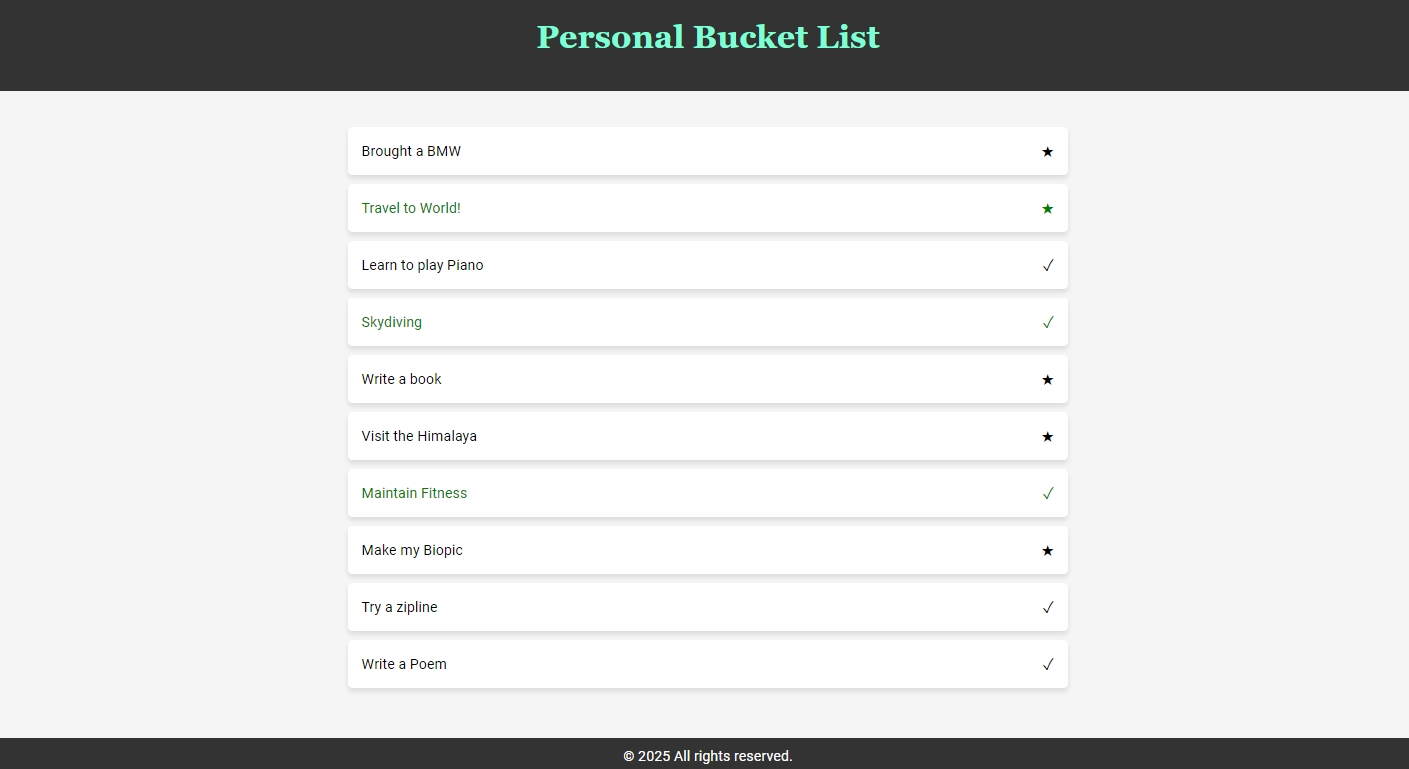 Personal Bucket List
Brought a BMW ★
Travel to World! ★
Learn to play Piano ✓
Skydiving ✓
Write a book ★
Visit the Himalaya ★
Maintain Fitness ✓
Make my Biopic ★
Try a zipline ✓
Write a Poem ✓
© 2025 All rights reserved.